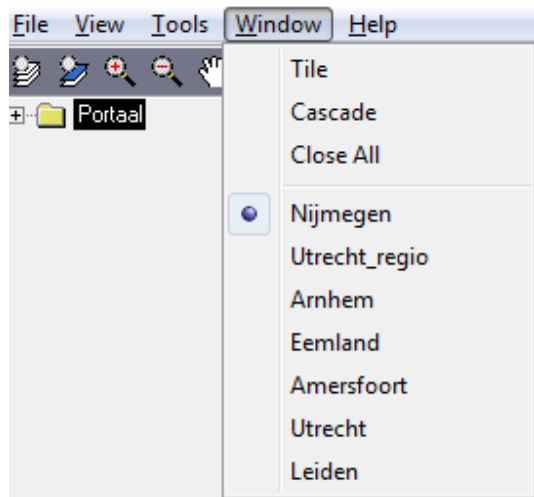 File View Tools Window Help
Portaal
Tile
Cascade
Close All
Nijmegen
Utrecht_regio
Arnhem
Eemland
Amersfoort
Utrecht
Leiden